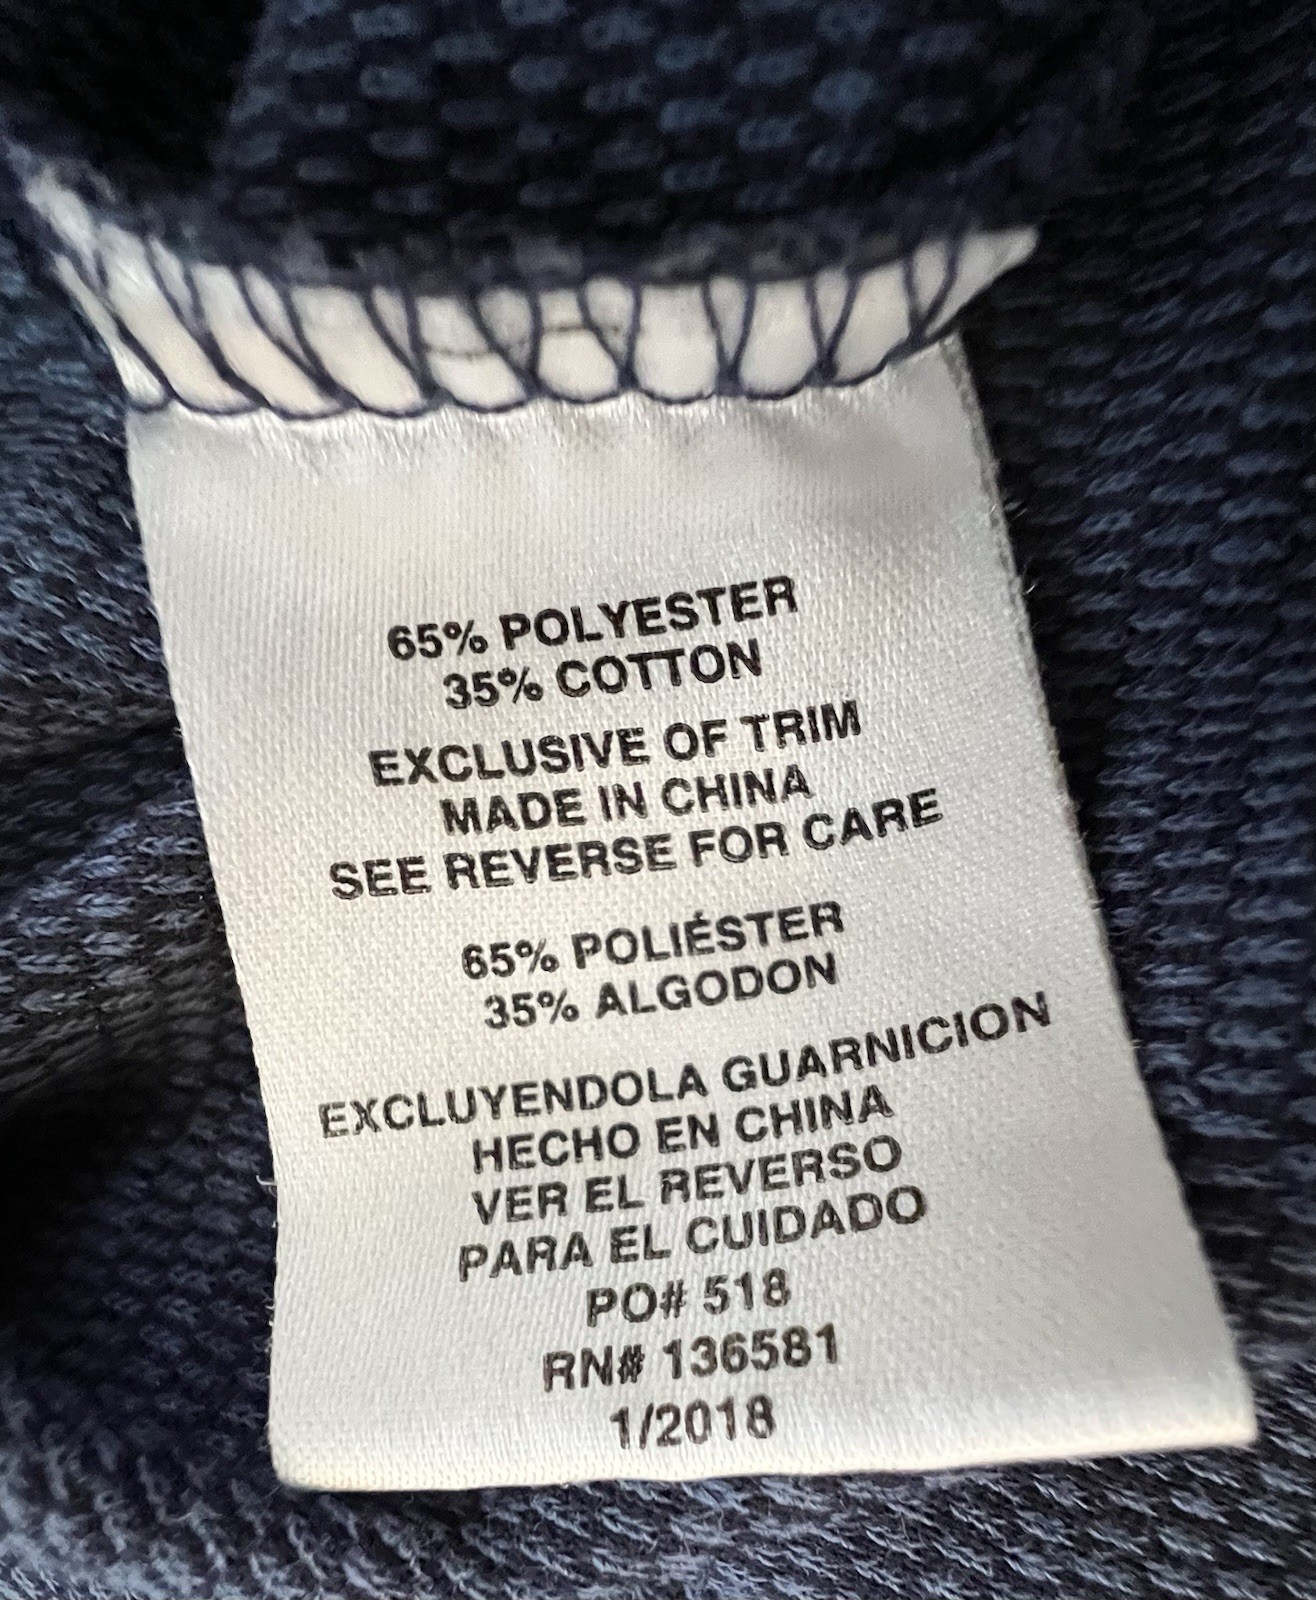 65% POLYESTER
35% COTTON
EXCLUSIVE OF TRIM
MADE IN CHINA
SEE REVERSE FOR CARE
65% POLIÉSTER
35% ALGODON
EXCLUYENDOLA GUARNICION
HECHO EN CHINA
VER EL REVERSO
PARA EL CUIDADO
PO# 518
RN# 136581
1/2018